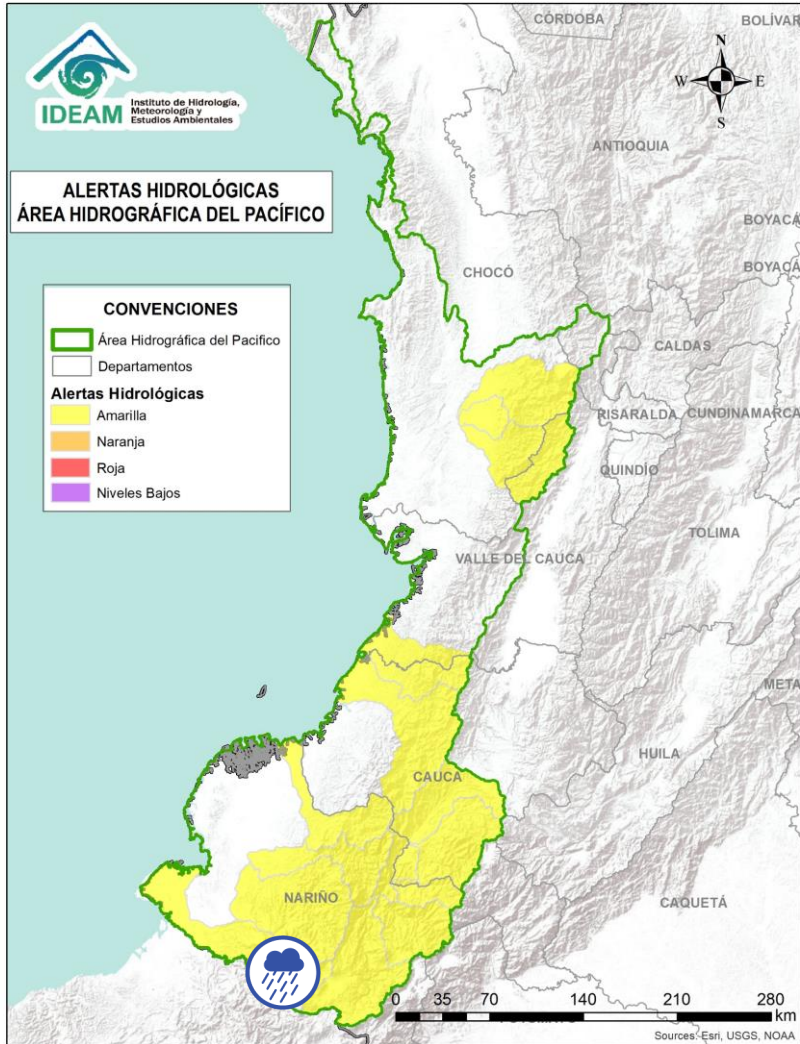 IDEAM
Instituto de Hidrología,
Meteorología y
Estudios Ambientales
ALERTAS HIDROLÓGICAS
ÁREA HIDROGRÁFICA DEL PACÍFICO
CONVENCIONES
Área Hidrográfica del Pacífico
Departamentos
Alertas Hidrológicas
Amarilla
Naranja
Roja
Niveles Bajos
N
W
E
S
CÓRDOBA
BOLÍVAR
ANTIOQUIA
BOYACÁ
BOYACÁ
CHOCÓ
CALDAS
RISARALDA
CUNDINAMARCA
QUINDÍO
TOLIMA
VALLE DEL CAUCA
META
HUILA
CAUCA
NARIÑO
CAQUETÁ
0 35 70 140 210 280
km
Sources: Esri, USGS, NOAA